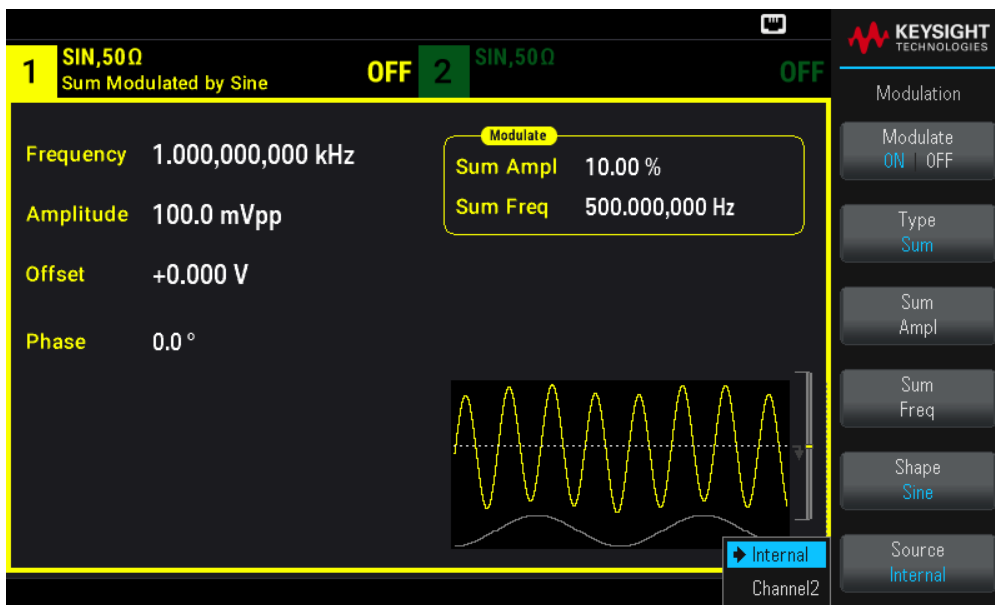 1 SIN,50Ω OFF 2 SIN,50Ω OFF
Sum Modulated by Sine
KEYSIGHT
TECHNOLOGIES
Modulation
Frequency 1.000,000,000 kHz
Amplitude 100.0 mVpp
Offset +0.000 V
Phase 0.0 °
Modulate
Sum Ampl 10.00 %
Sum Freq 500.000,000 Hz
Internal
Channel2
Modulate
ON | OFF
Type
Sum
Sum
Ampl
Sum
Freq
Shape
Sine
Source
Internal